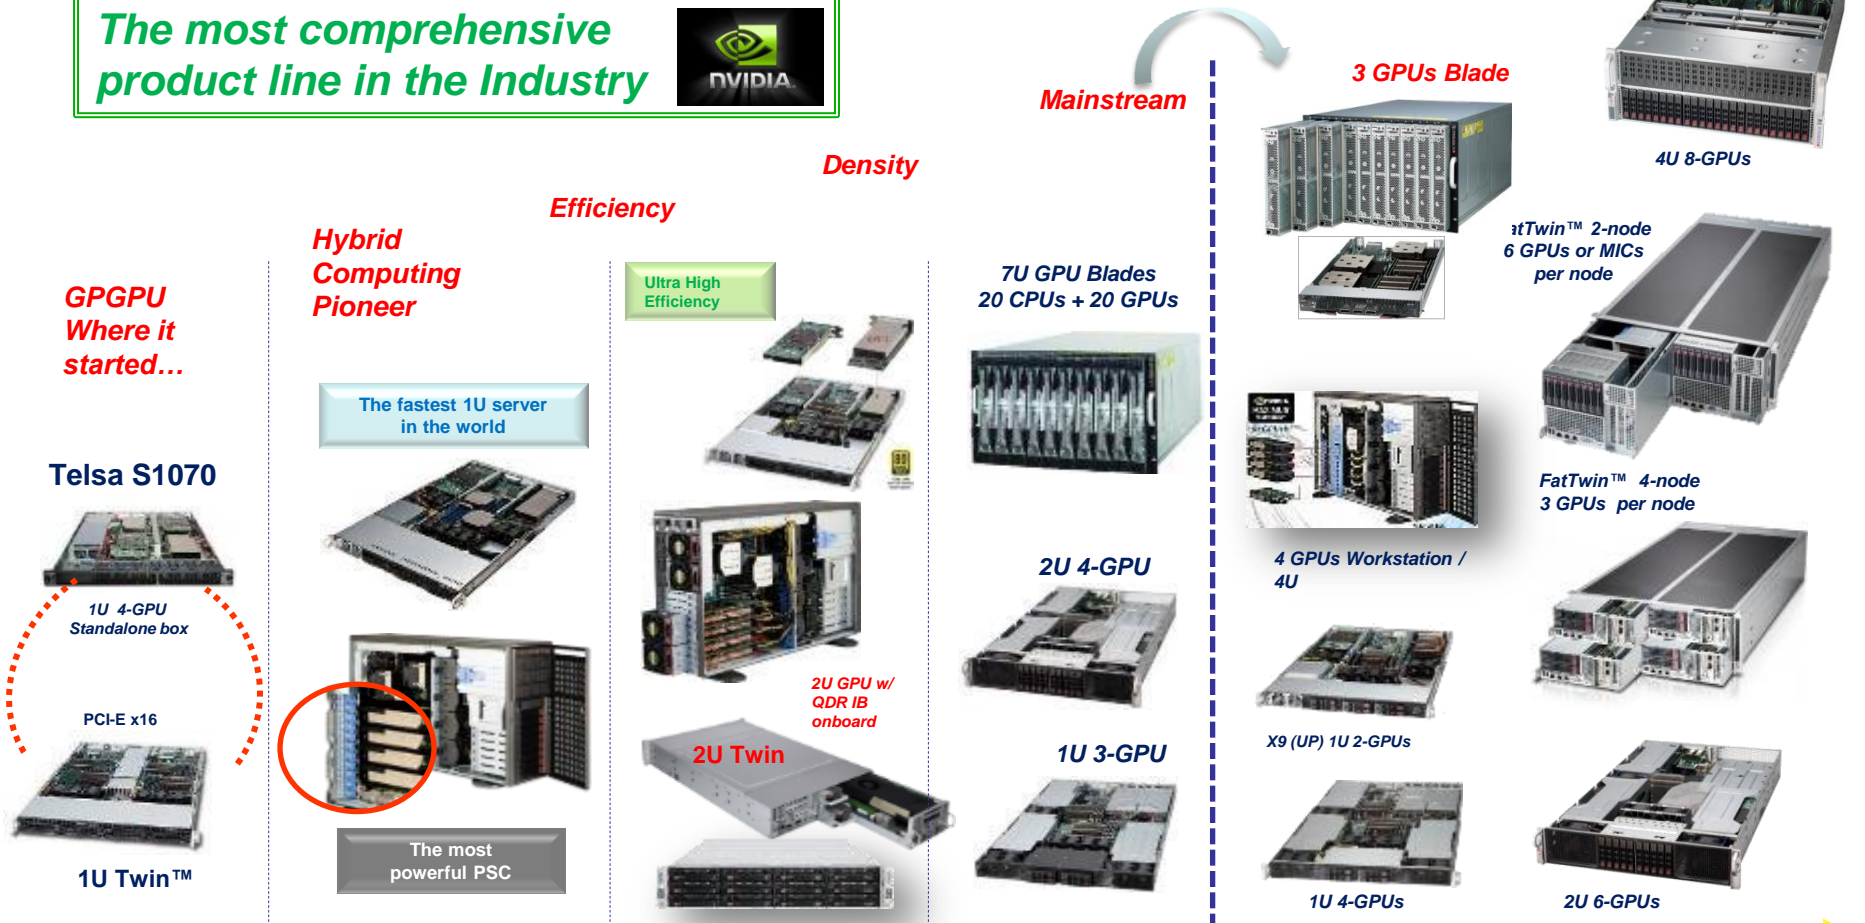 The most comprehensive
product line in the Industry
NVIDIA.
Mainstream
3 GPUs Blade
4U 8-GPUs
Density
Efficiency
Hybrid
Computing
Pioneer
GPGPU
Where it
started…
Ultra High
Efficiency
7U GPU Blades
20 CPUs + 20 GPUs
atTwin™ 2-node
6 GPUs or MICs
per node
The fastest 1U server
in the world
Telsa S1070
1U 4-GPU
Standalone box
PCI-E x16
1U Twin™
The most
powerful PSC
2U GPU w/
QDR IB
onboard
2U Twin
2U 4-GPU
1U 3-GPU
4 GPUs Workstation /
4U
FatTwin™ 4-node
3 GPUs per node
X9 (UP) 1U 2-GPUs
1U 4-GPUs
2U 6-GPUs